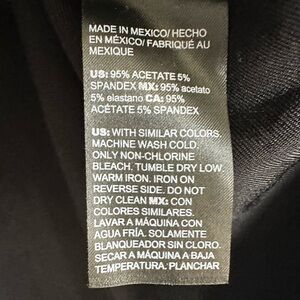 MADE IN MEXICO/ HECHO
EN MÉXICO/ FABRIQUÉ AU
MEXIQUE
US: 95% ACETATE 5%
SPANDEX MX: 95% acetato
5% elastano CA: 95%
ACÉTATE 5% SPANDEX
US: WITH SIMILAR COLORS.
MACHINE WASH COLD.
ONLY NON-CHLORINE
BLEACH. TUMBLE DRY LOW.
WARM IRON. IRON ON
REVERSE SIDE. DO NOT
DRY CLEAN MX: CON
COLORES SIMILARES.
LAVAR A MÁQUINA CON
AGUA FRÍA. SOLAMENTE
BLANQUEADOR SIN CLORO.
SECAR A MÁQUINA A BAJA
TEMPERATURA. PLANCHAR